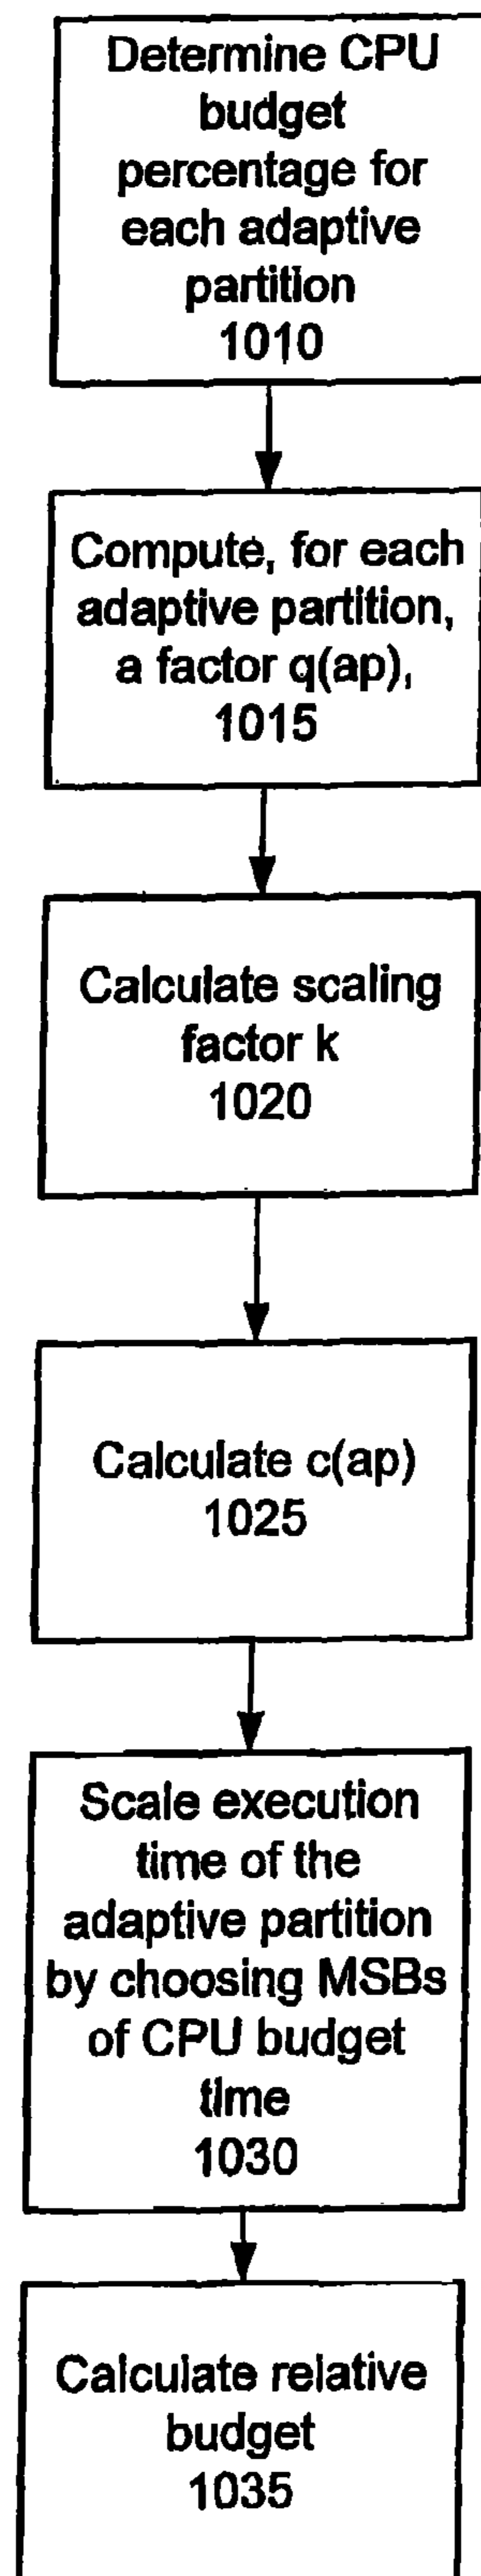 Determine CPU
budget
percentage for
each adaptive
partition
1010
Compute, for each
adaptive partition,
a factor q(ap),
1015
Calculate scaling
factor k
1020
Calculate c(ap)
1025
Scale execution
time of the
adaptive partition
by choosing MSBs
of CPU budget
time
1030
Calculate relative
budget
1035